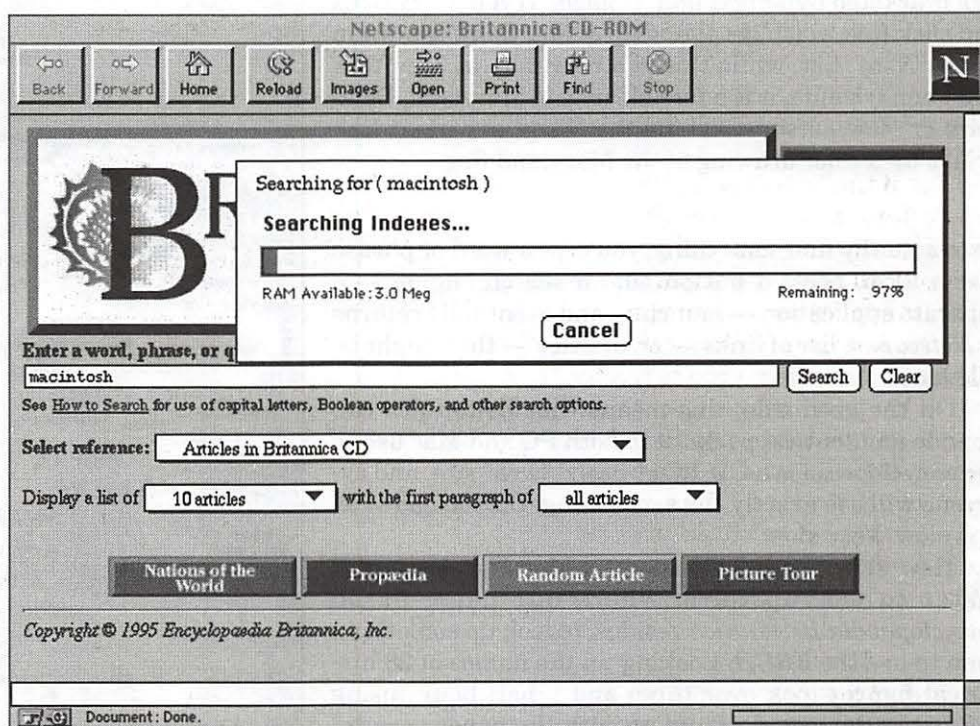 Netscape: Britannica CD-ROM
Back Forward Home Reload Images Open Print Find Stop
N
BR
Searching for ( macintosh )
Searching Indexes...
RAM Available: 3.0 Meg Remaining: 97%
Cancel
Enter a word, phrase, or q
macintosh Search Clear
See How to Search for use of capital letters, Boolean operators, and other search options.
Select reference: Articles in Britannica CD
Display a list of 10 articles with the first paragraph of all articles
Nations of the World Propædia Random Article Picture Tour
Copyright © 1995 Encyclopaedia Britannica, Inc.
Document: Done.